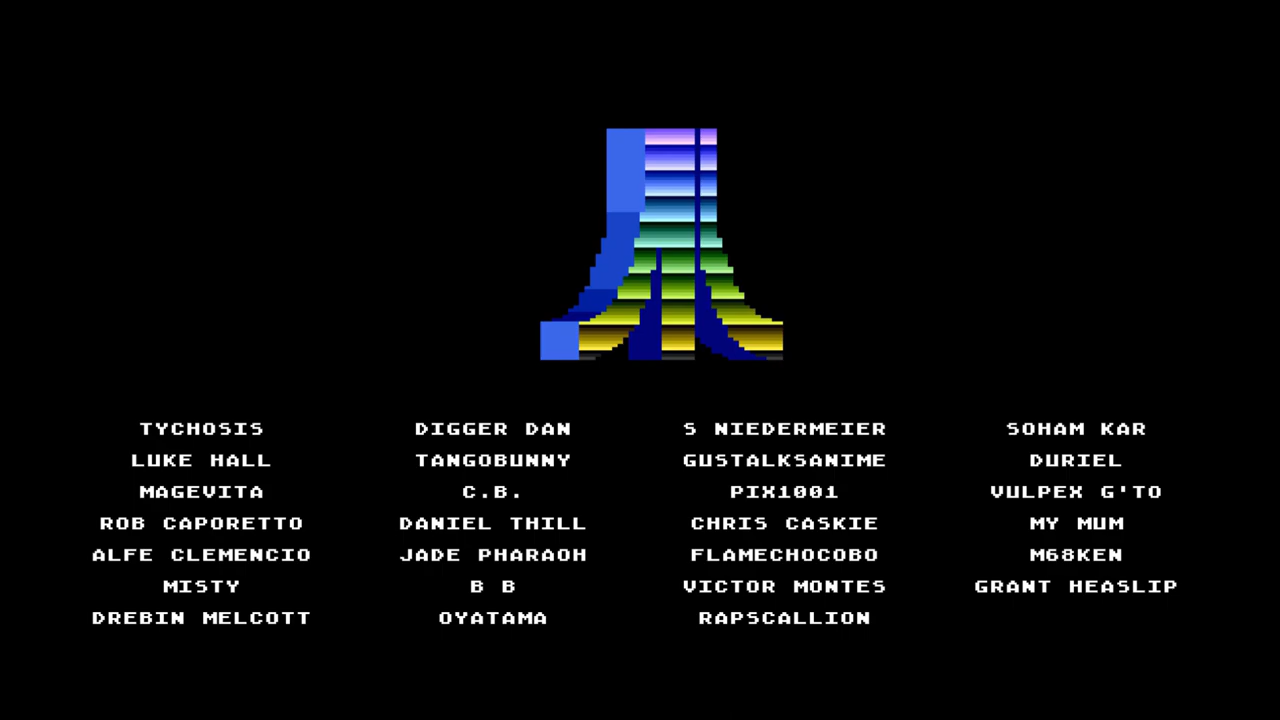 TYCHOSIS
LUKE HALL
MAGEVITA
ROB CAPORETTO
ALFE CLEMENCIO
MISTY
DREBIN MELCOTT
DIGGER DAN
TANGOBUNNY
C.B.
DANIEL THILL
JADE PHARAOH
B B
OYATAMA
S NIEDERMEIER
GUSTALKSANIME
PIX1001
CHRIS CASKIE
FLAMECHOCOBO
VICTOR MONTES
RAPSCALLION
SOHAM KAR
DURIEL
VULPEX G'TO
MY MUM
M68KEN
GRANT HEASLIP